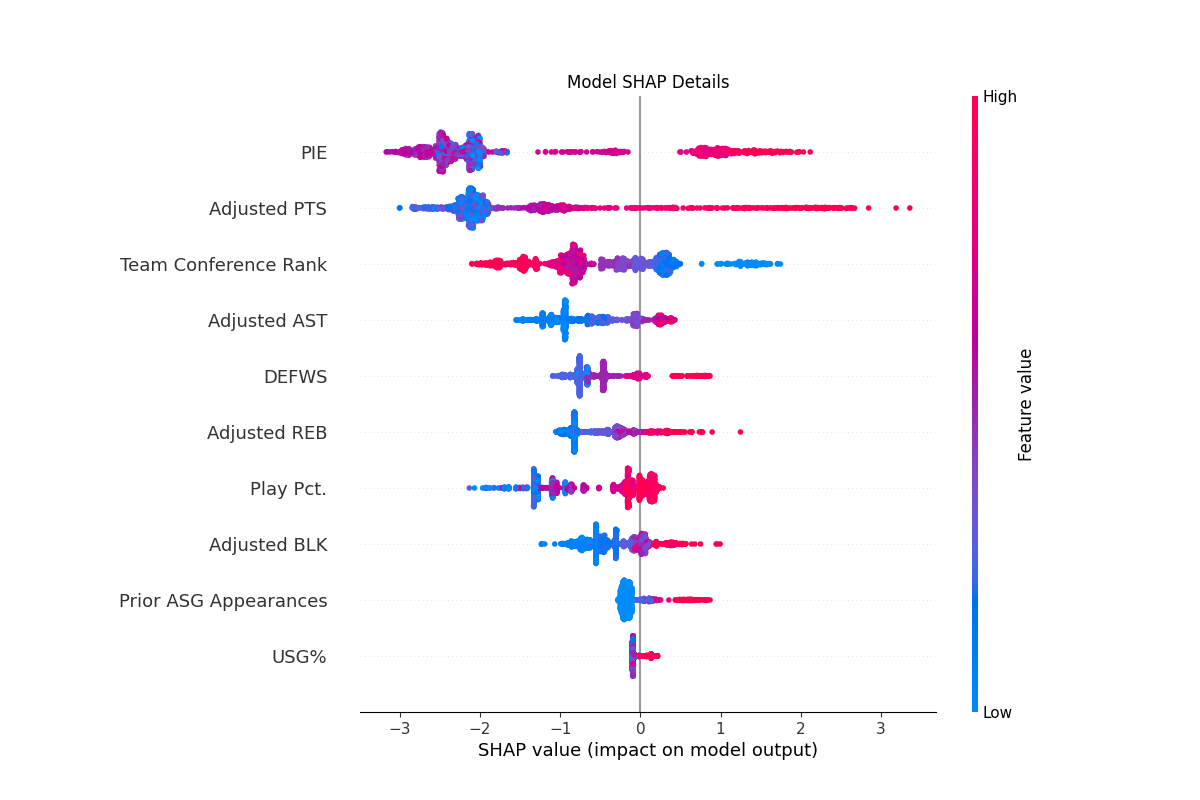 Model SHAP Details
High
PIE
Adjusted PTS
Team Conference Rank
Adjusted AST
DEFWS
Adjusted REB
Play Pct.
Adjusted BLK
Prior ASG Appearances
USG%
Feature value
Low
−3 −2 −1 0 1 2 3
SHAP value (impact on model output)